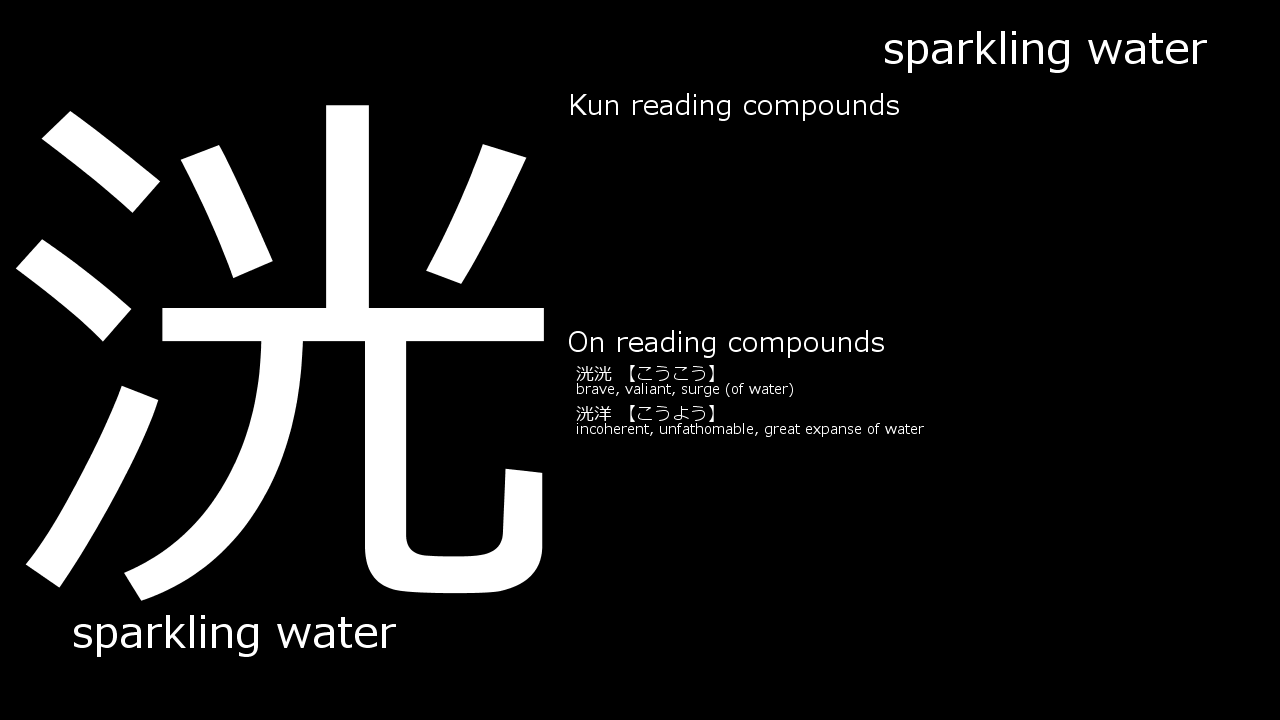 sparkling water
Kun reading compounds
洸
On reading compounds
洸洸 【こうこう】
brave, valiant, surge (of water)
洸洋 【こうよう】
incoherent, unfathomable, great expanse of water
sparkling water